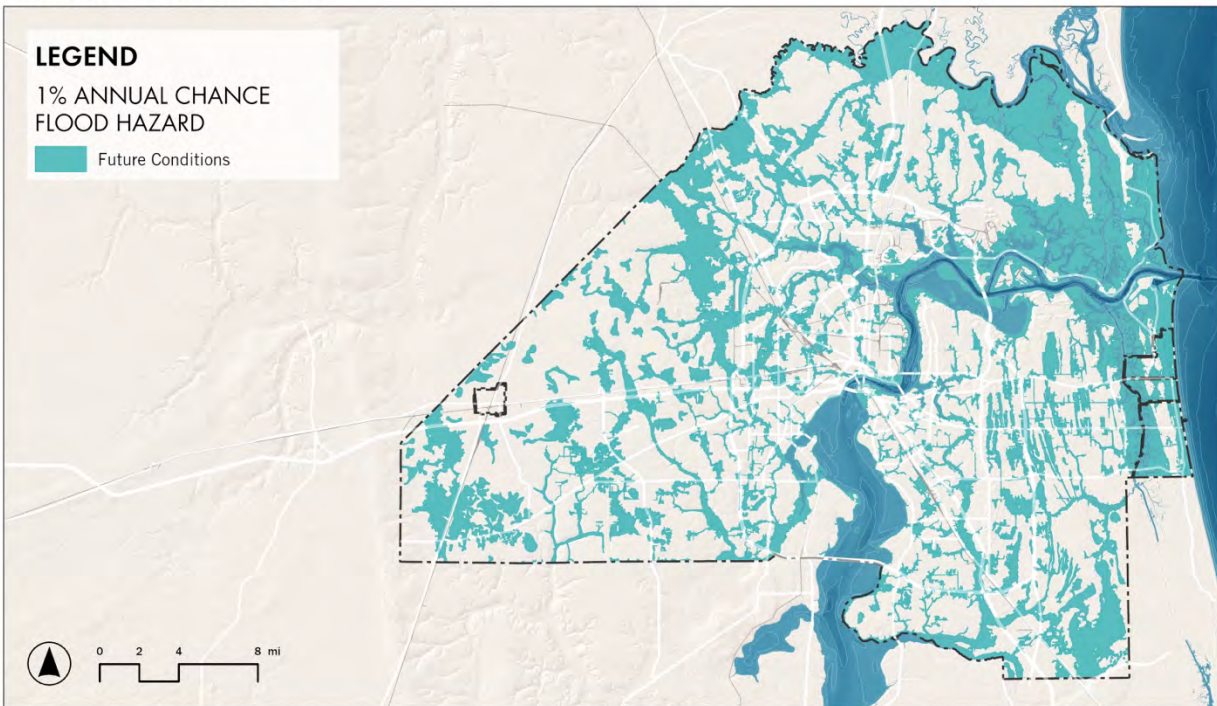 LEGEND
1% ANNUAL CHANCE
FLOOD HAZARD
Future Conditions
0 2 4 8 mi